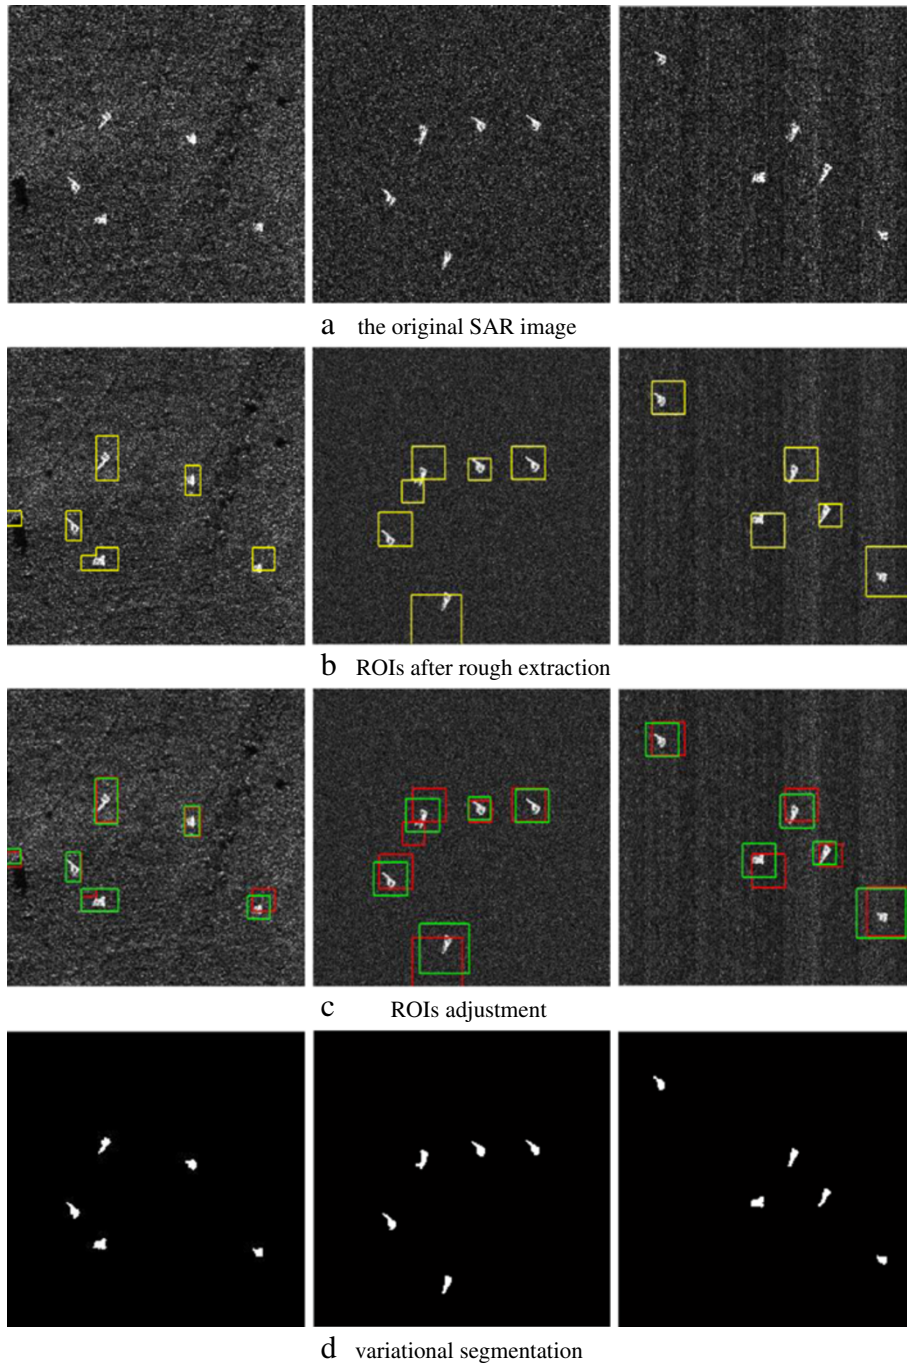 a the original SAR image
b ROIs after rough extraction
c ROIs adjustment
d variational segmentation